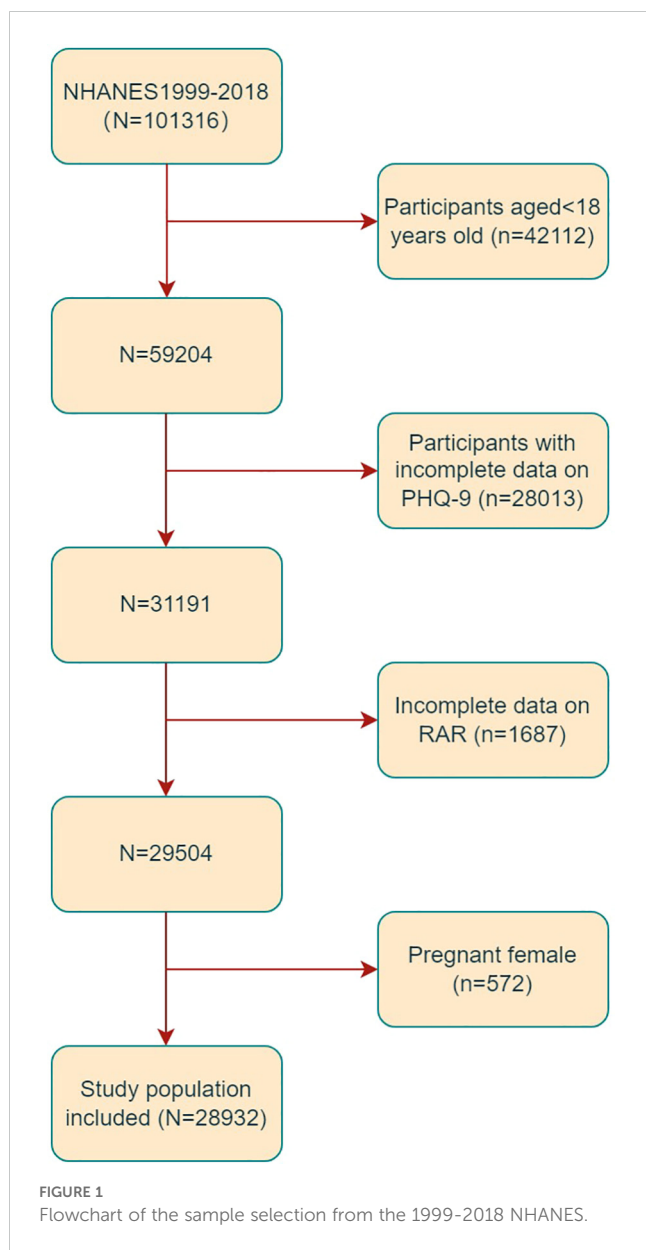 NHANES1999-2018
(N=101316)
Participants aged<18
years old (n=42112)
N=59204
Participants with
incomplete data on
PHQ-9 (n=28013)
N=31191
Incomplete data on
RAR (n=1687)
N=29504
Pregnant female
(n=572)
Study population
included (N=28932)
FIGURE 1
Flowchart of the sample selection from the 1999-2018 NHANES.